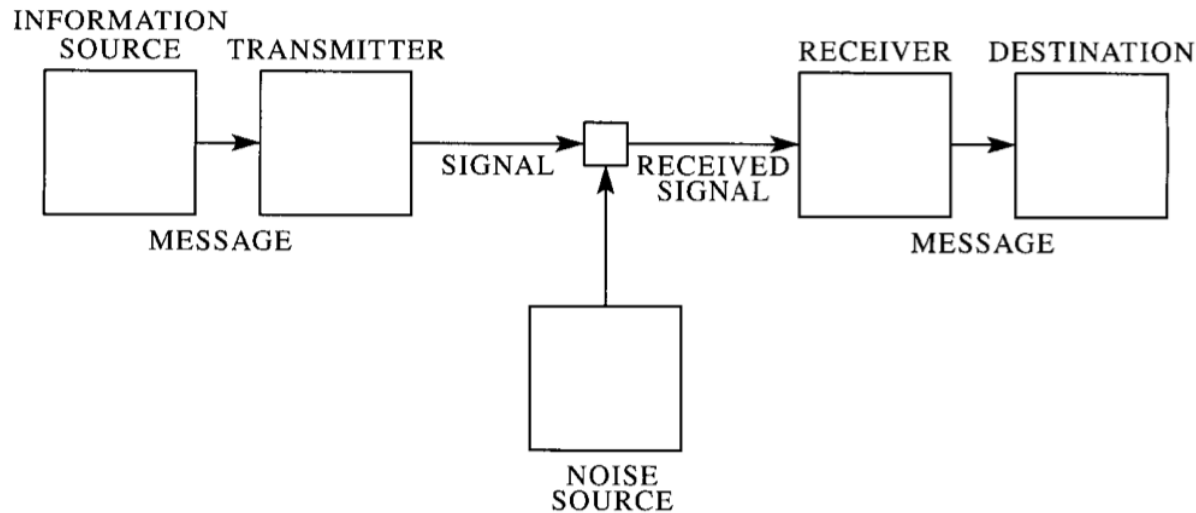 INFORMATION
SOURCE
TRANSMITTER
RECEIVER
DESTINATION
SIGNAL
RECEIVED
SIGNAL
MESSAGE
MESSAGE
NOISE
SOURCE